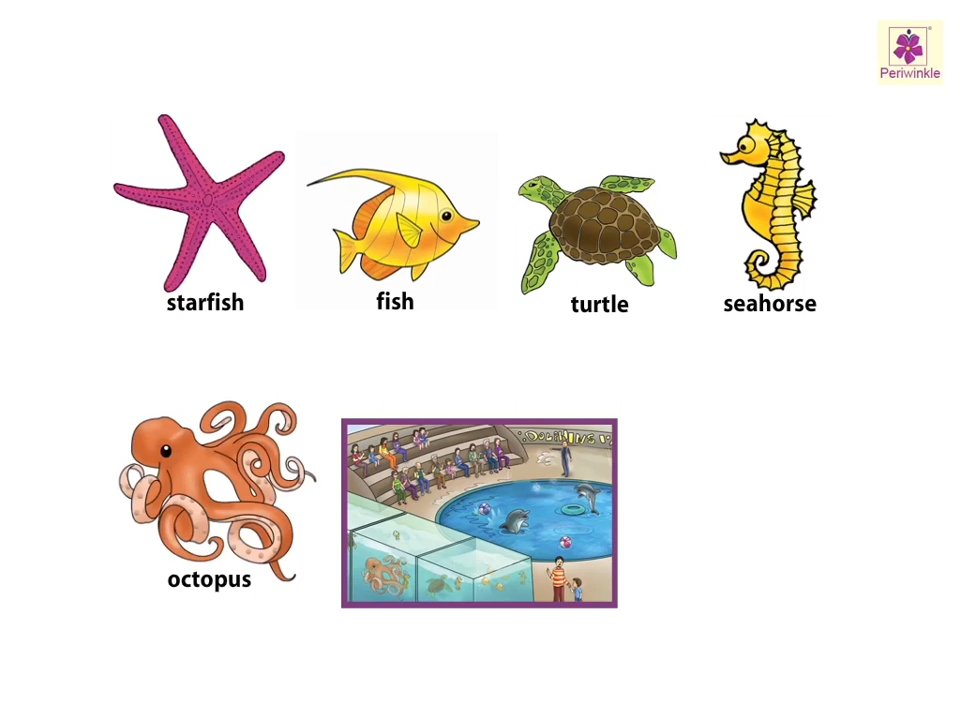 Periwinkle
starfish
fish
turtle
seahorse
octopus